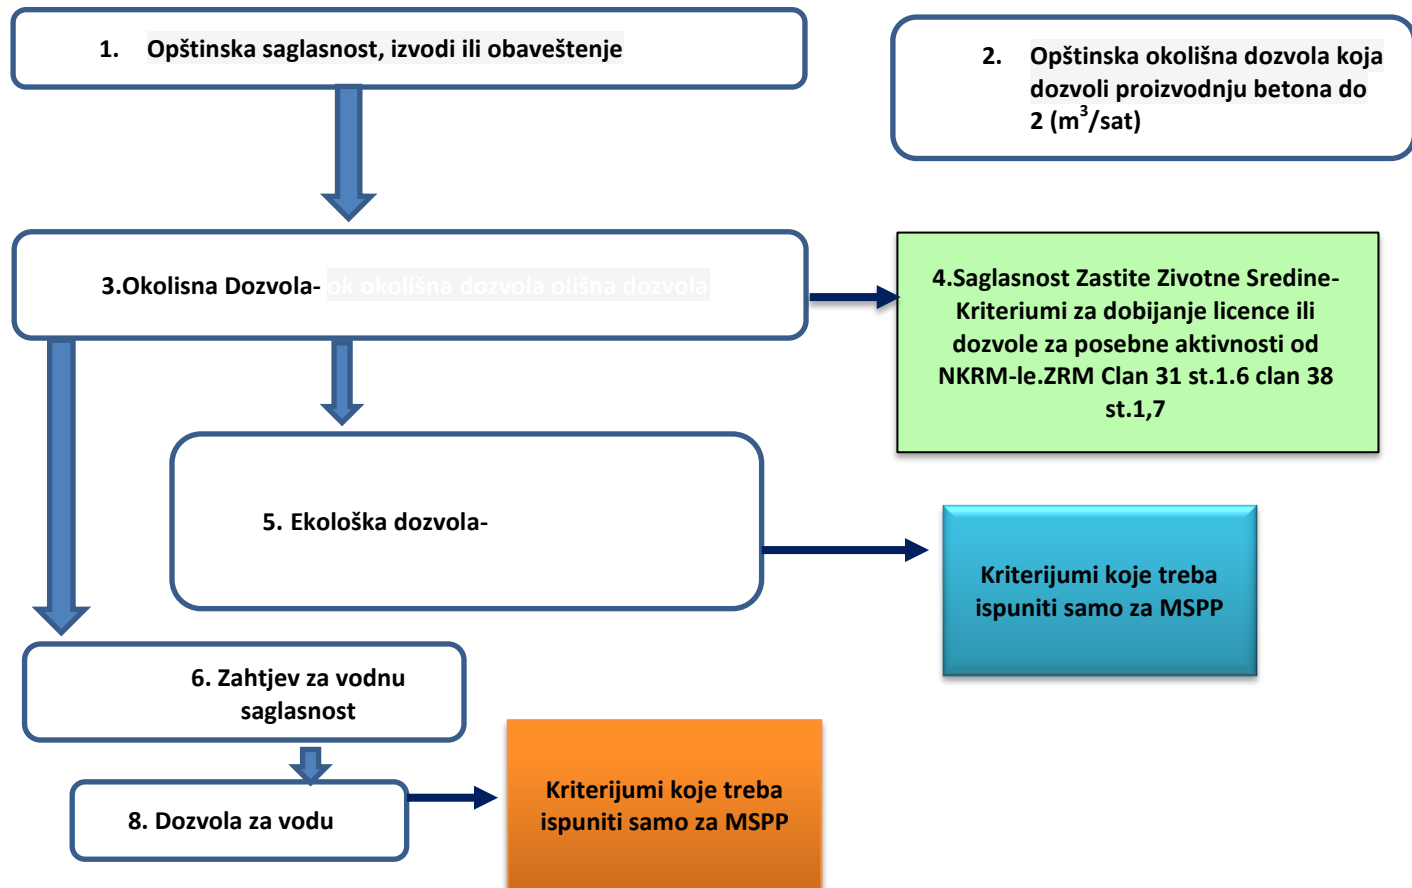 1. Opštinska saglasnost, izvodi ili obaveštenje
2. Opštinska okolišna dozvola koja
dozvoli proizvodnju betona do
2 (m³/sat)
3.Okolisna Dozvola- ok okolišna dozvola olišna dozvola
4.Saglasnost Zastite Zivotne Sredine-
Kriteriumi za dobijanje licence ili
dozvole za posebne aktivnosti od
NKRM-le.ZRM Clan 31 st.1.6 clan 38
st.1,7
5. Ekološka dozvola-
Kriterijumi koje treba
ispuniti samo za MSPP
6. Zahtjev za vodnu
saglasnost
8. Dozvola za vodu
Kriterijumi koje treba
ispuniti samo za MSPP